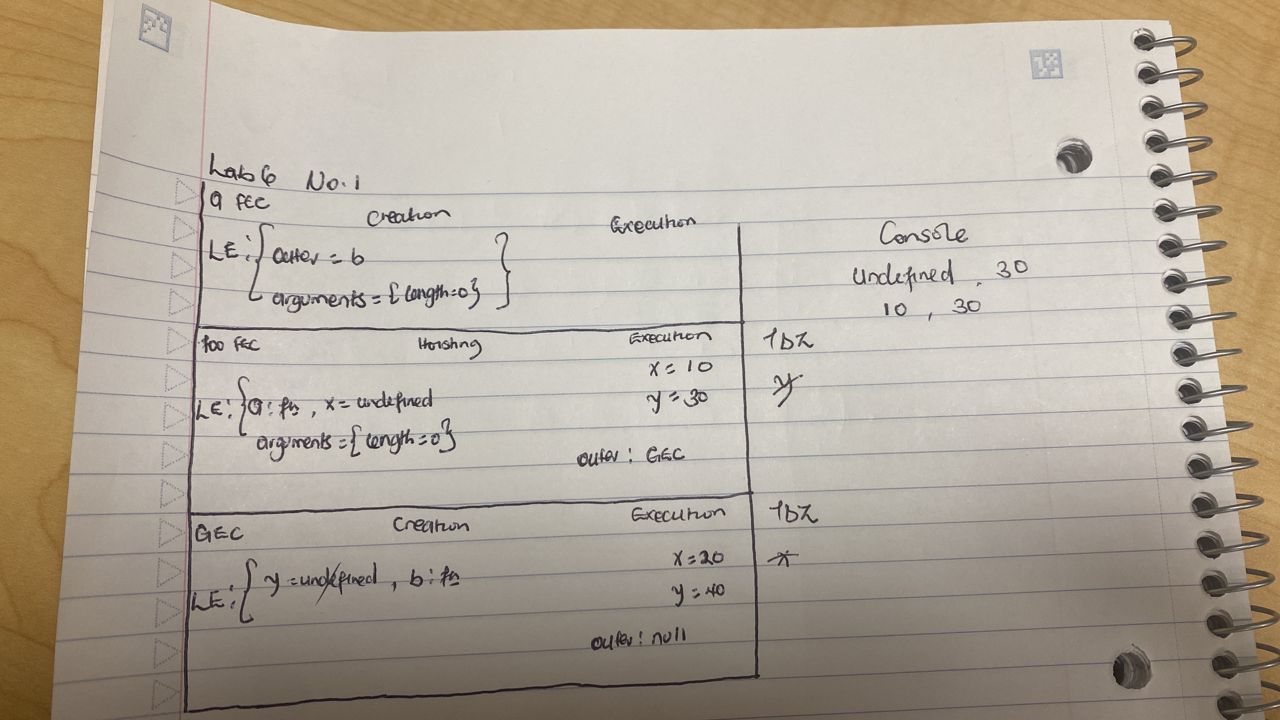 Lab 6 No. 1
a FEC
Creation Execution
LE: { outer = b
arguments = {length=0} }
Console
undefined, 30
10, 30
foo FEC Hoisting Execution TDZ
x = 10
LE: { a: fn, x = undefined y = 30 y
arguments = {length=0}
outer: GEC
GEC Creation Execution TDZ
x = 20 x
LE: { y = undefined, b: fn
y = 40
outer: null